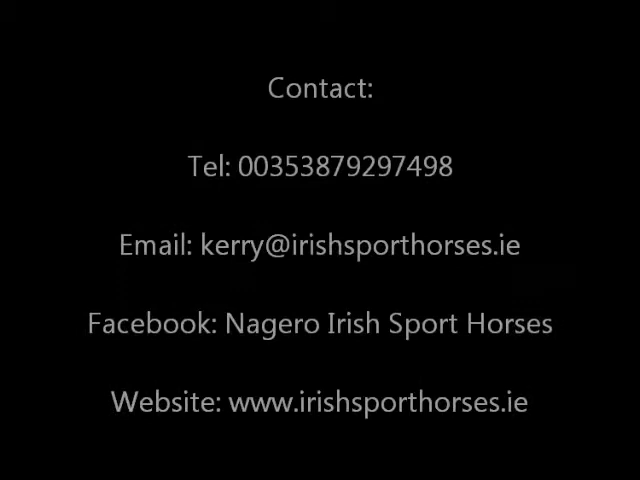 Contact:
Tel: 00353879297498
Email: kerry@irishsporthorses.ie
Facebook: Nagero Irish Sport Horses
Website: www.irishsporthorses.ie